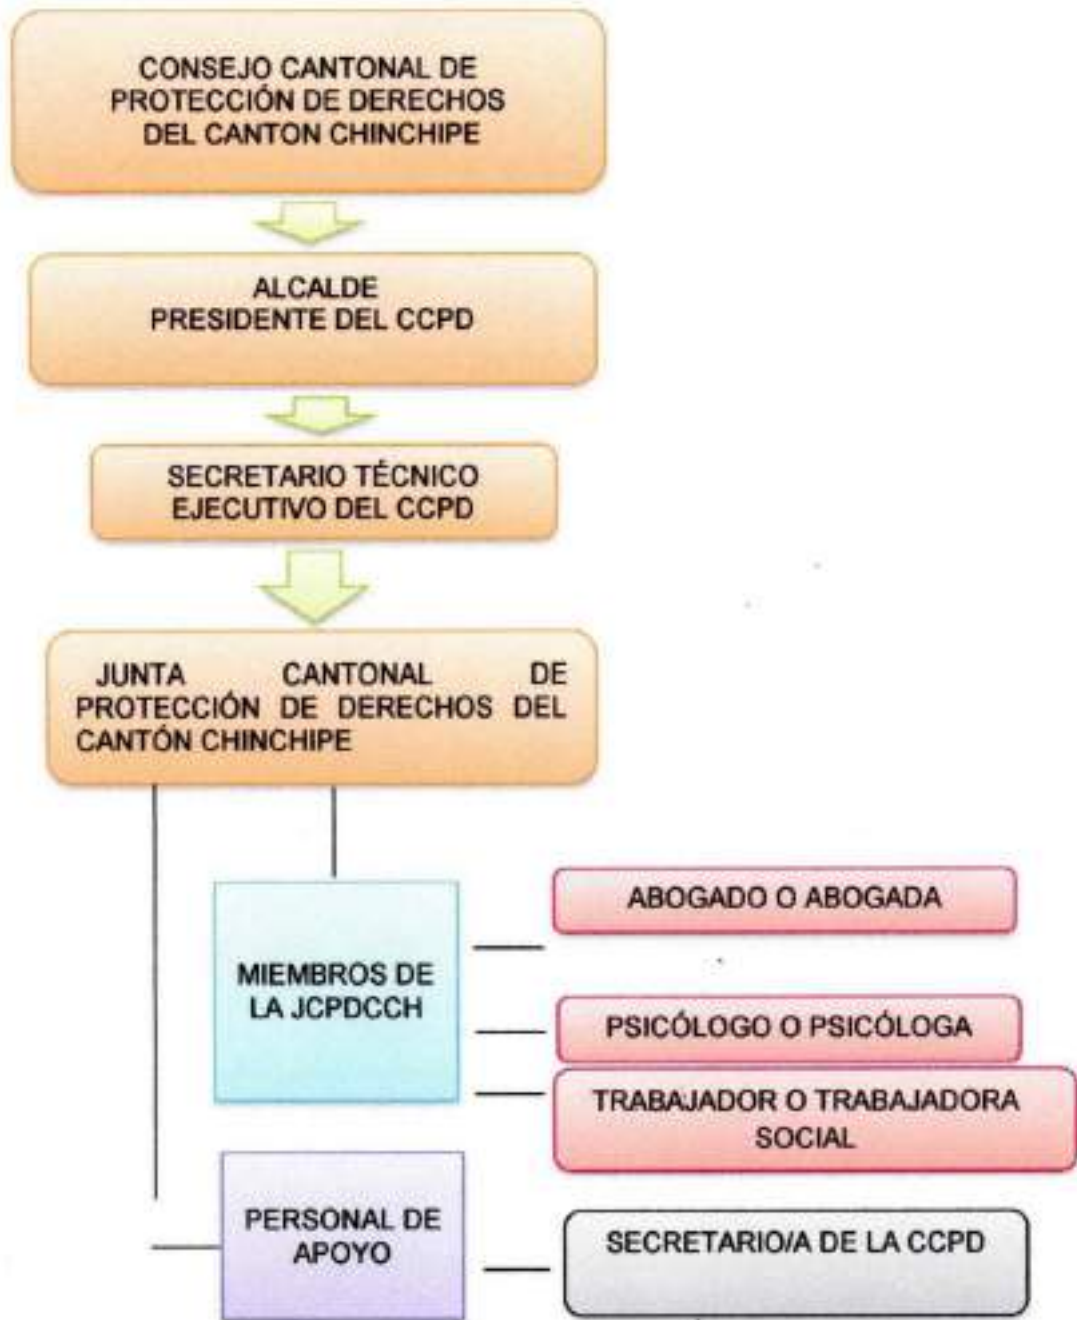 CONSEJO CANTONAL DE
PROTECCIÓN DE DERECHOS
DEL CANTON CHINCHIPE
ALCALDE
PRESIDENTE DEL CCPD
SECRETARIO TÉCNICO
EJECUTIVO DEL CCPD
JUNTA CANTONAL DE
PROTECCIÓN DE DERECHOS DEL
CANTÓN CHINCHIPE
MIEMBROS DE
LA JCPDCCH
ABOGADO O ABOGADA
PSICÓLOGO O PSICÓLOGA
TRABAJADOR O TRABAJADORA
SOCIAL
PERSONAL DE
APOYO
SECRETARIO/A DE LA CCPD